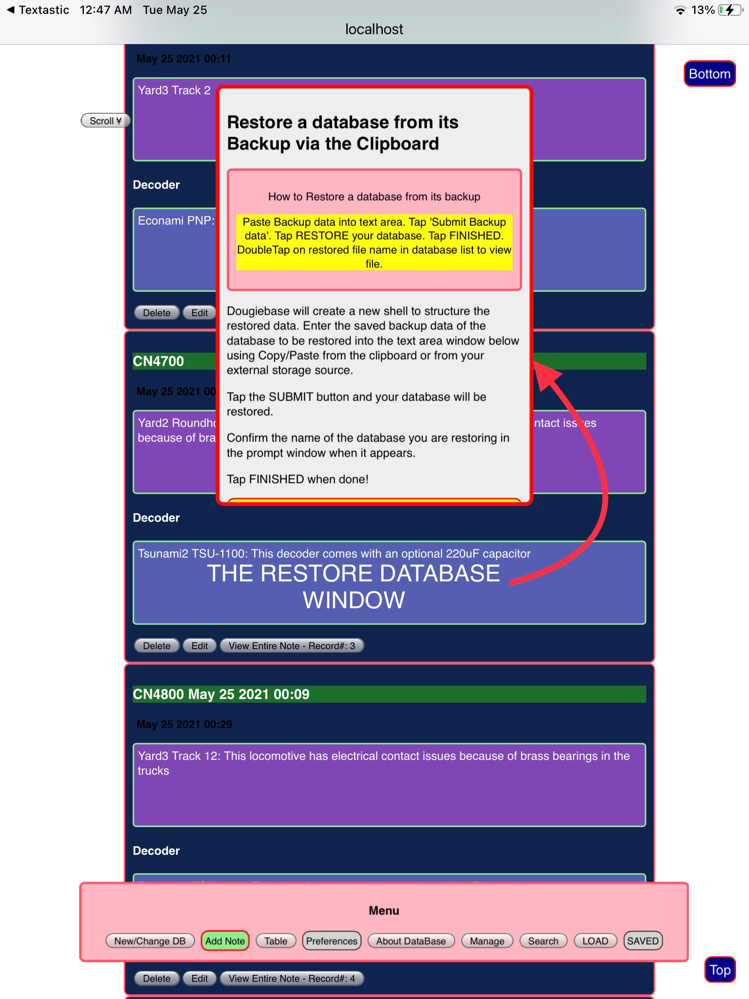 ◀ Textastic 12:47 AM Tue May 25 13%
localhost
May 25 2021 00:11
Bottom
Yard3 Track 2
Scroll ¥
Restore a database from its
Backup via the Clipboard
Decoder
How to Restore a database from its backup
Econami PNP:
Paste Backup data into text area. Tap 'Submit Backup
data'. Tap RESTORE your database. Tap FINISHED.
DoubleTap on restored file name in database list to view
file.
Delete Edit
Dougiebase will create a new shell to structure the
restored data. Enter the saved backup data of the
database to be restored into the text area window below
using Copy/Paste from the clipboard or from your
external storage source.
Tap the SUBMIT button and your database will be
restored.
Confirm the name of the database you are restoring in
the prompt window when it appears.
Tap FINISHED when done!
CN4700
May 25 2021 00
Yard2 Roundho ntact issues
because of bra
Decoder
Tsunami2 TSU-1100: This decoder comes with an optional 220uF capacitor
THE RESTORE DATABASE
WINDOW
Delete Edit View Entire Note - Record#: 3
CN4800 May 25 2021 00:09
May 25 2021 00:29
Yard3 Track 12: This locomotive has electrical contact issues because of brass bearings in the
trucks
Decoder
Menu
New/Change DB Add Note Table Preferences About DataBase Manage Search LOAD SAVED
Top
Delete Edit View Entire Note - Record#: 4